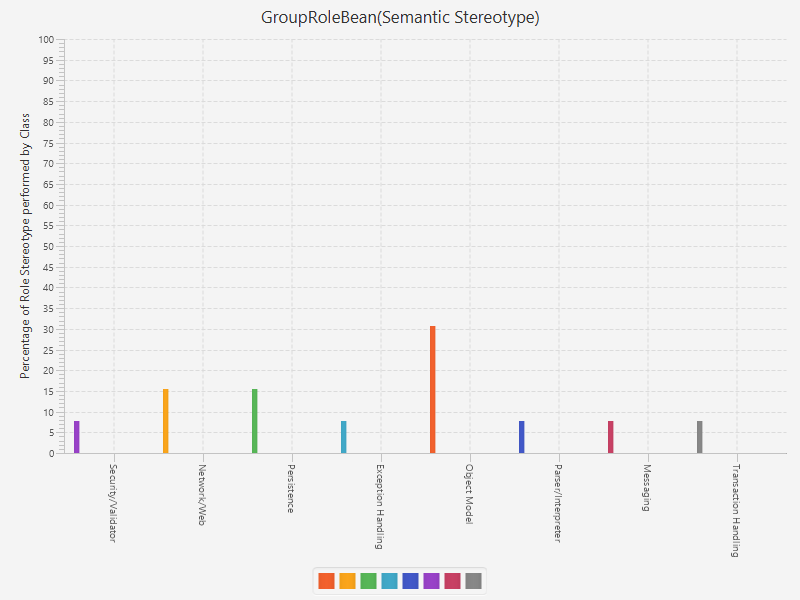 GroupRoleBean(Semantic Stereotype)
Percentage of Role Stereotype performed by Class
100
95
90
85
80
75
70
65
60
55
50
45
40
35
30
25
20
15
10
5
0
Security/Validator
Network/Web
Persistence
Exception Handling
Object Model
Parser/Interpreter
Messaging
Transaction Handling